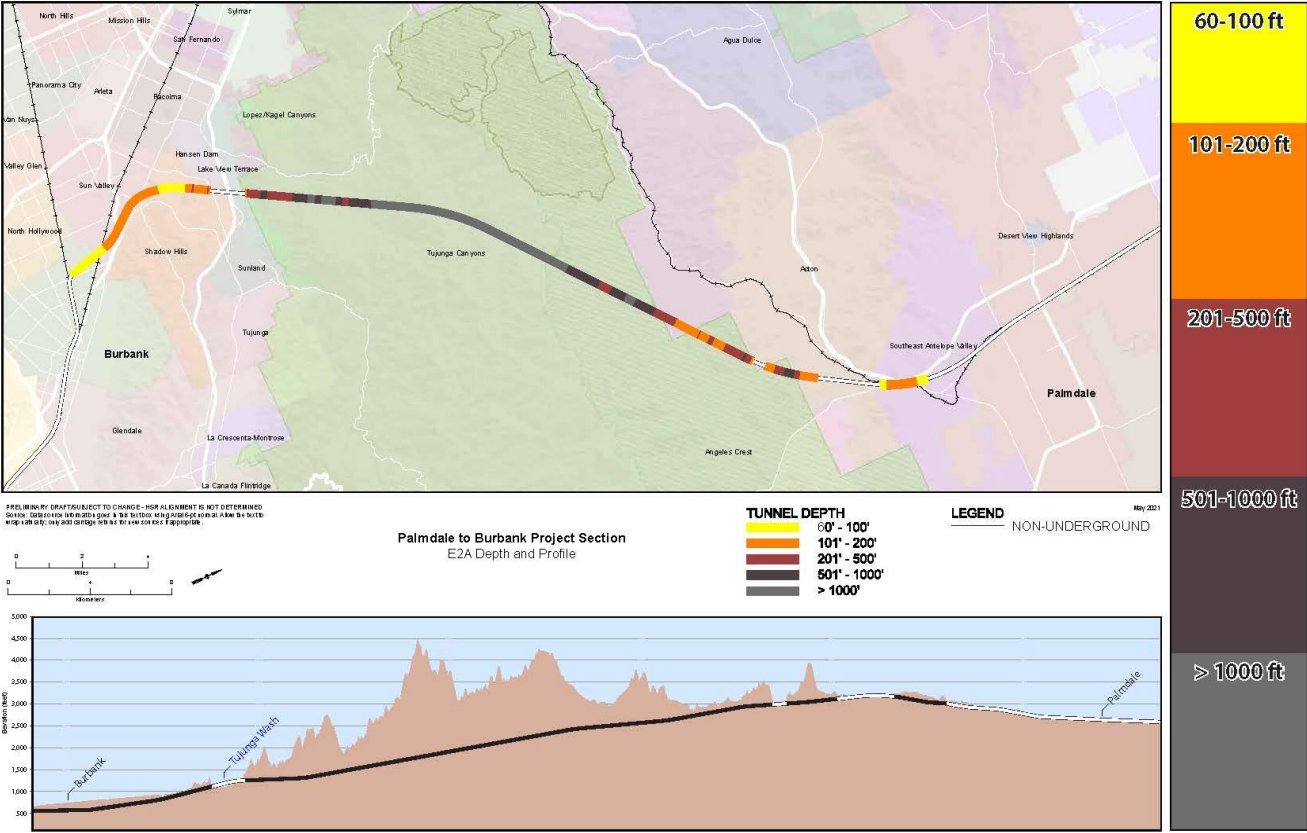 North Hills
Mission Hills
Sylmar
San Fernando
Agua Dulce
Panorama City
Arleta
Pacoima
Lopez/Kagel Canyons
Van Nuys
Hansen Dam
Valley Glen
Lake View Terrace
Sun Valley
North Hollywood
Shadow Hills
Tujunga Canyons
Desert View Highlands
Sunland
Acton
Tujunga
Burbank
Southeast Antelope Valley
Palmdale
Glendale
La Crescenta-Montrose
Angeles Crest
La Canada Flintridge
60-100 ft
101-200 ft
201-500 ft
501-1000 ft
> 1000 ft
PRELIMINARY DRAFT/SUBJECT TO CHANGE - HSR ALIGNMENT IS NOT DETERMINED
May 2021
Palmdale to Burbank Project Section
E2A Depth and Profile
TUNNEL DEPTH
60' - 100'
101' - 200'
201' - 500'
501' - 1000'
> 1000'
LEGEND
NON-UNDERGROUND
0 2
Miles
0
Kilometers
5,000
4,500
4,000
3,500
3,000
2,500
2,000
1,500
1,000
500
Burbank
Tujunga Wash
Palmdale